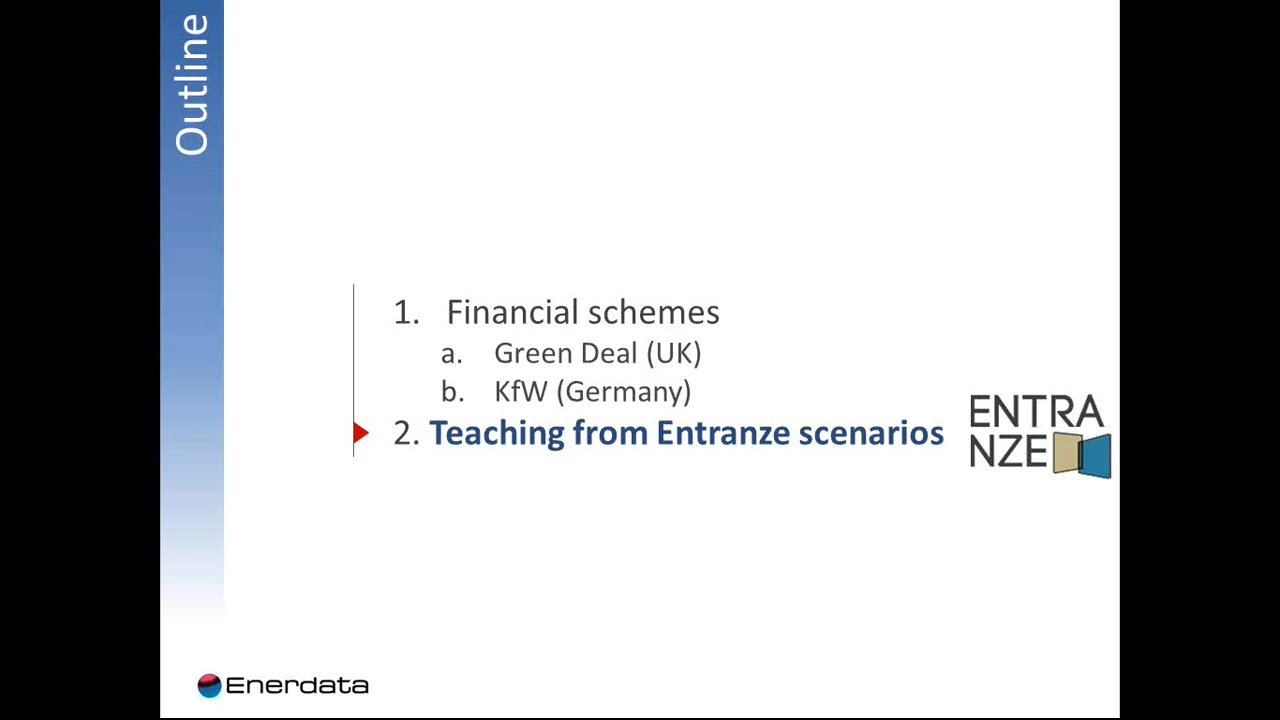 Outline
1. Financial schemes
a. Green Deal (UK)
b. KfW (Germany)
2. Teaching from Entranze scenarios
ENTRA
NZE
Enerdata